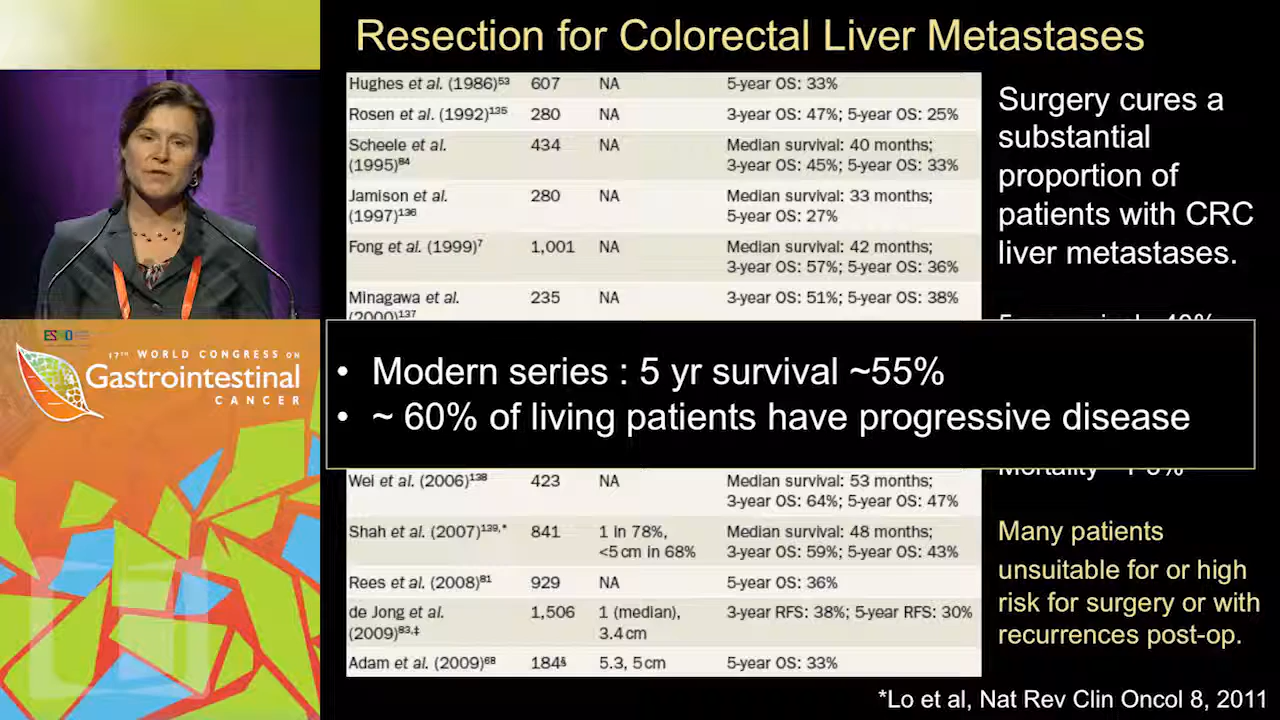 Resection for Colorectal Liver Metastases
Hughes et al. (1986)53 607 NA 5-year OS: 33%
Rosen et al. (1992)135 280 NA 3-year OS: 47%; 5-year OS: 25%
Scheele et al. 434 NA Median survival: 40 months;
(1995)84 3-year OS: 45%; 5-year OS: 33%
Jamison et al. 280 NA Median survival: 33 months;
(1997)136 5-year OS: 27%
Fong et al. (1999)7 1,001 NA Median survival: 42 months;
3-year OS: 57%; 5-year OS: 36%
Minagawa et al. 235 NA 3-year OS: 51%; 5-year OS: 38%
(2000)137
• Modern series : 5 yr survival ~55%
• ~ 60% of living patients have progressive disease
Wei et al. (2006)138 423 NA Median survival: 53 months;
3-year OS: 64%; 5-year OS: 47%
Shah et al. (2007)139,* 841 1 in 78%, Median survival: 48 months;
<5 cm in 68% 3-year OS: 59%; 5-year OS: 43%
Rees et al. (2008)81 929 NA 5-year OS: 36%
de Jong et al. 1,506 1 (median), 3-year RFS: 38%; 5-year RFS: 30%
(2009)83,‡ 3.4 cm
Adam et al. (2009)68 184§ 5.3, 5 cm 5-year OS: 33%
Surgery cures a
substantial
proportion of
patients with CRC
liver metastases.
Mortality
Many patients
unsuitable for or high
risk for surgery or with
recurrences post-op.
*Lo et al, Nat Rev Clin Oncol 8, 2011
ESMO
17TH WORLD CONGRESS ON
Gastrointestinal
CANCER